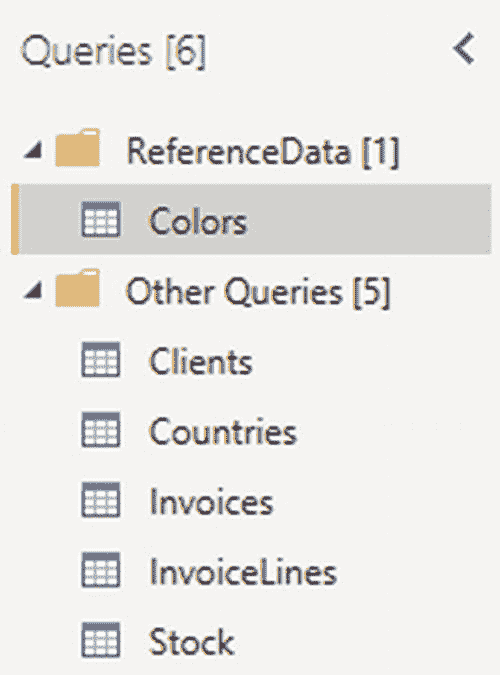 Queries [6]
ReferenceData [1]
Colors
Other Queries [5]
Clients
Countries
Invoices
InvoiceLines
Stock